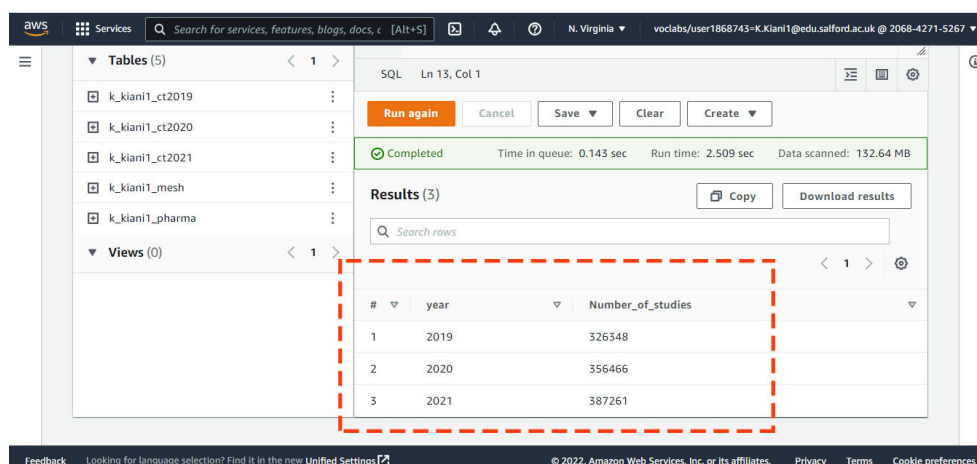 aws Services Search for services, features, blogs, docs, c [Alt+S] N. Virginia ▼ voclabs/user1868743=K.Kiani1@edu.salford.ac.uk @ 2068-4271-5267 ▼
▼ Tables (5) < 1 >
k_kiani1_ct2019
k_kiani1_ct2020
k_kiani1_ct2021
k_kiani1_mesh
k_kiani1_pharma
▼ Views (0) < 1 >
SQL Ln 13, Col 1
Run again Cancel Save ▼ Clear Create ▼
Completed Time in queue: 0.143 sec Run time: 2.509 sec Data scanned: 132.64 MB
Results (3) Copy Download results
Search rows
< 1 >
# year Number_of_studies
1 2019 326348
2 2020 356466
3 2021 387261
Feedback Looking for language selection? Find it in the new Unified Settings © 2022, Amazon Web Services, Inc. or its affiliates. Privacy Terms Cookie preferences